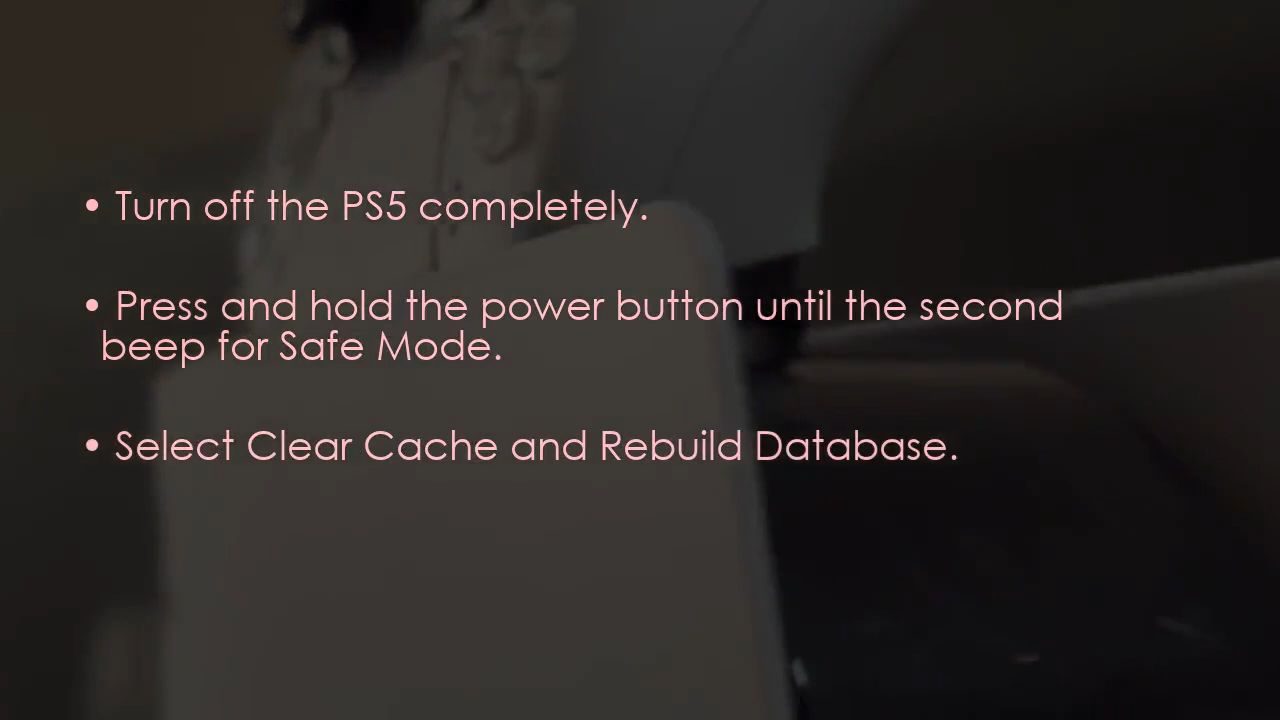 • Turn off the PS5 completely.
• Press and hold the power button until the second
beep for Safe Mode.
• Select Clear Cache and Rebuild Database.